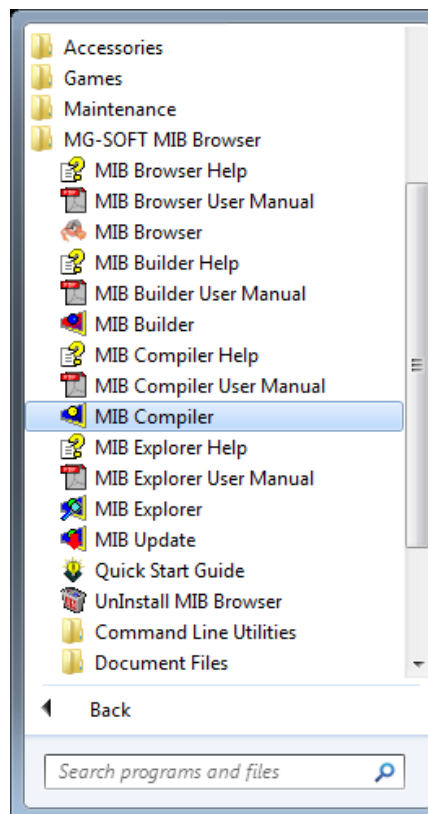 Accessories
Games
Maintenance
MG-SOFT MIB Browser
MIB Browser Help
MIB Browser User Manual
MIB Browser
MIB Builder Help
MIB Builder User Manual
MIB Builder
MIB Compiler Help
MIB Compiler User Manual
MIB Compiler
MIB Explorer Help
MIB Explorer User Manual
MIB Explorer
MIB Update
Quick Start Guide
UnInstall MIB Browser
Command Line Utilities
Document Files
Back
Search programs and files